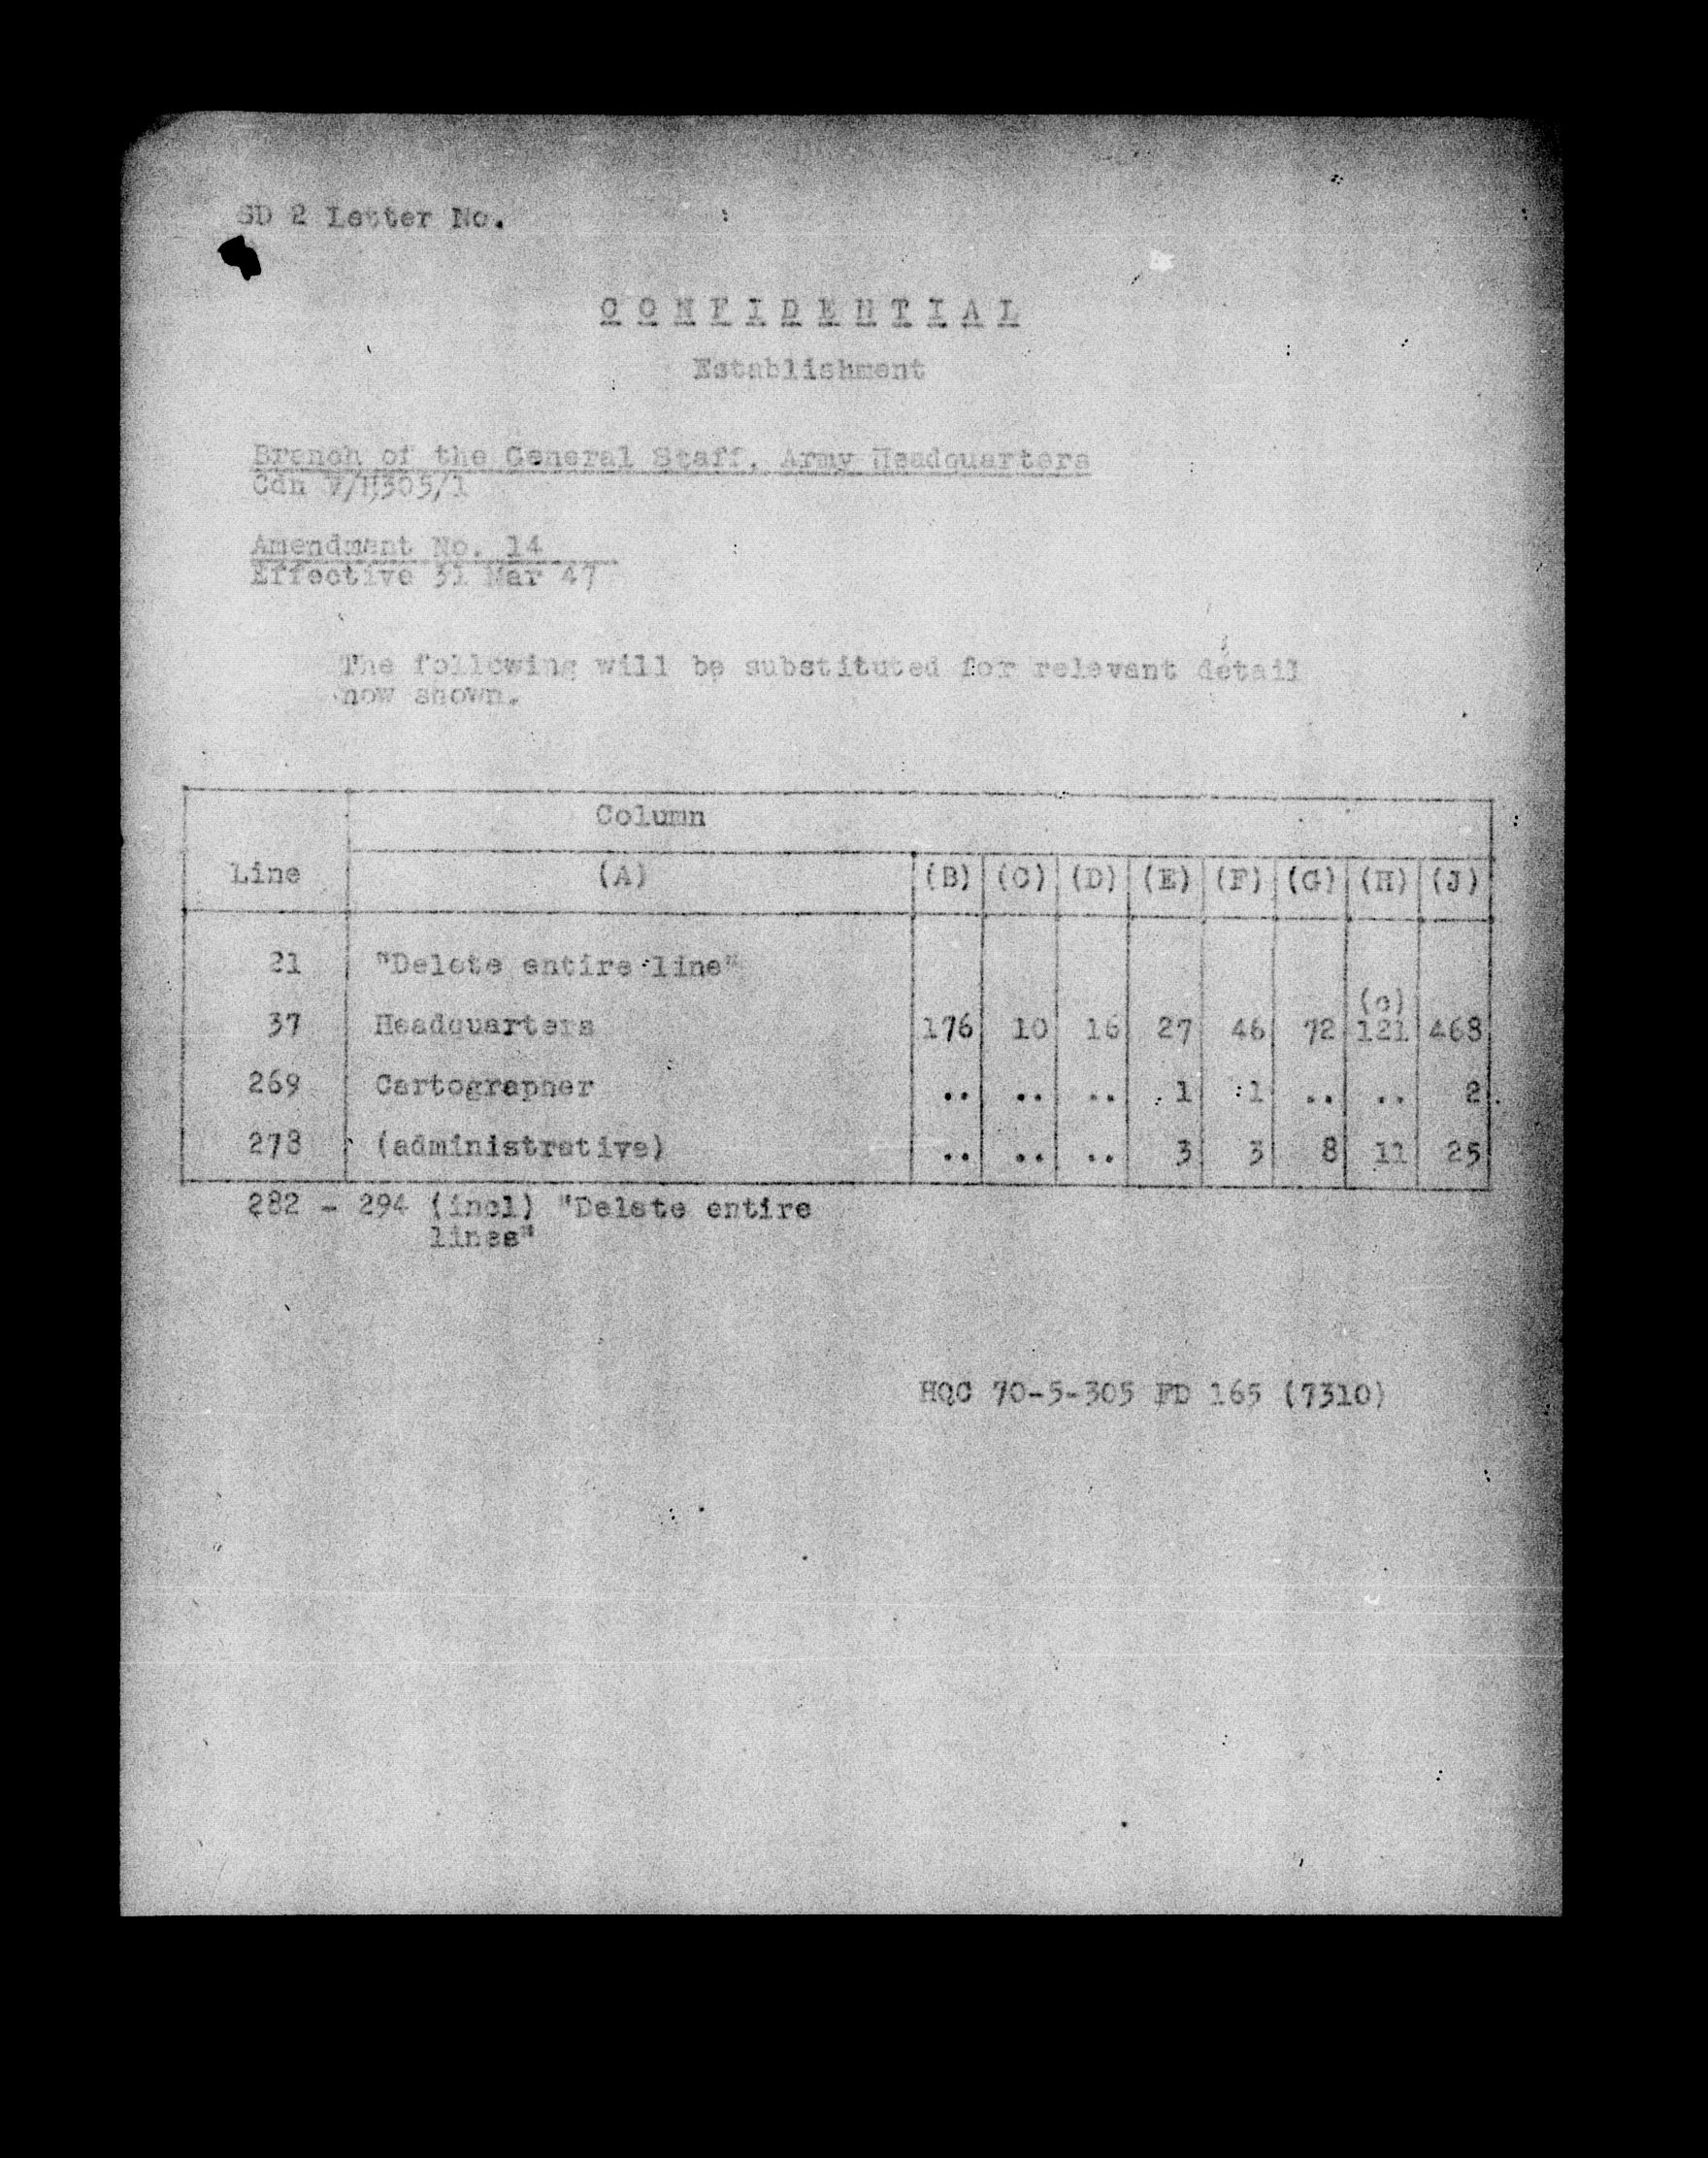 SD 2 Letter No.
CONFIDENTIAL
Establishment
Branch of the General Staff, Army Headquarters
Cdn
Amendment No. 14
Effective 31 Mar 47
The following will be substituted for relevant detail
now shown.
Column
Line (A) (B) (C) (D) (E) (F) (G) (H) (J)
21 "Delete entire line"
37 Headquarters 176 10 16 27 46 72 (c) 121 468
269 Cartographer .. .. .. 1 1 .. .. 2
278 (administrative) .. .. .. 3 3 8 11 25
282 - 294 (incl) "Delete entire
lines"
HQC 70-5-305 FD 165 (7310)